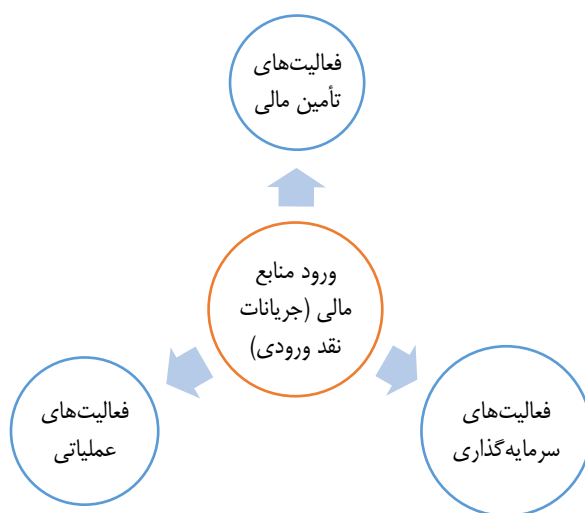 فعالیت‌های
تأمین مالی
ورود منابع
مالی (جریانات
نقد ورودی)
فعالیت‌های
سرمایه‌گذاری
فعالیت‌های
عملیاتی